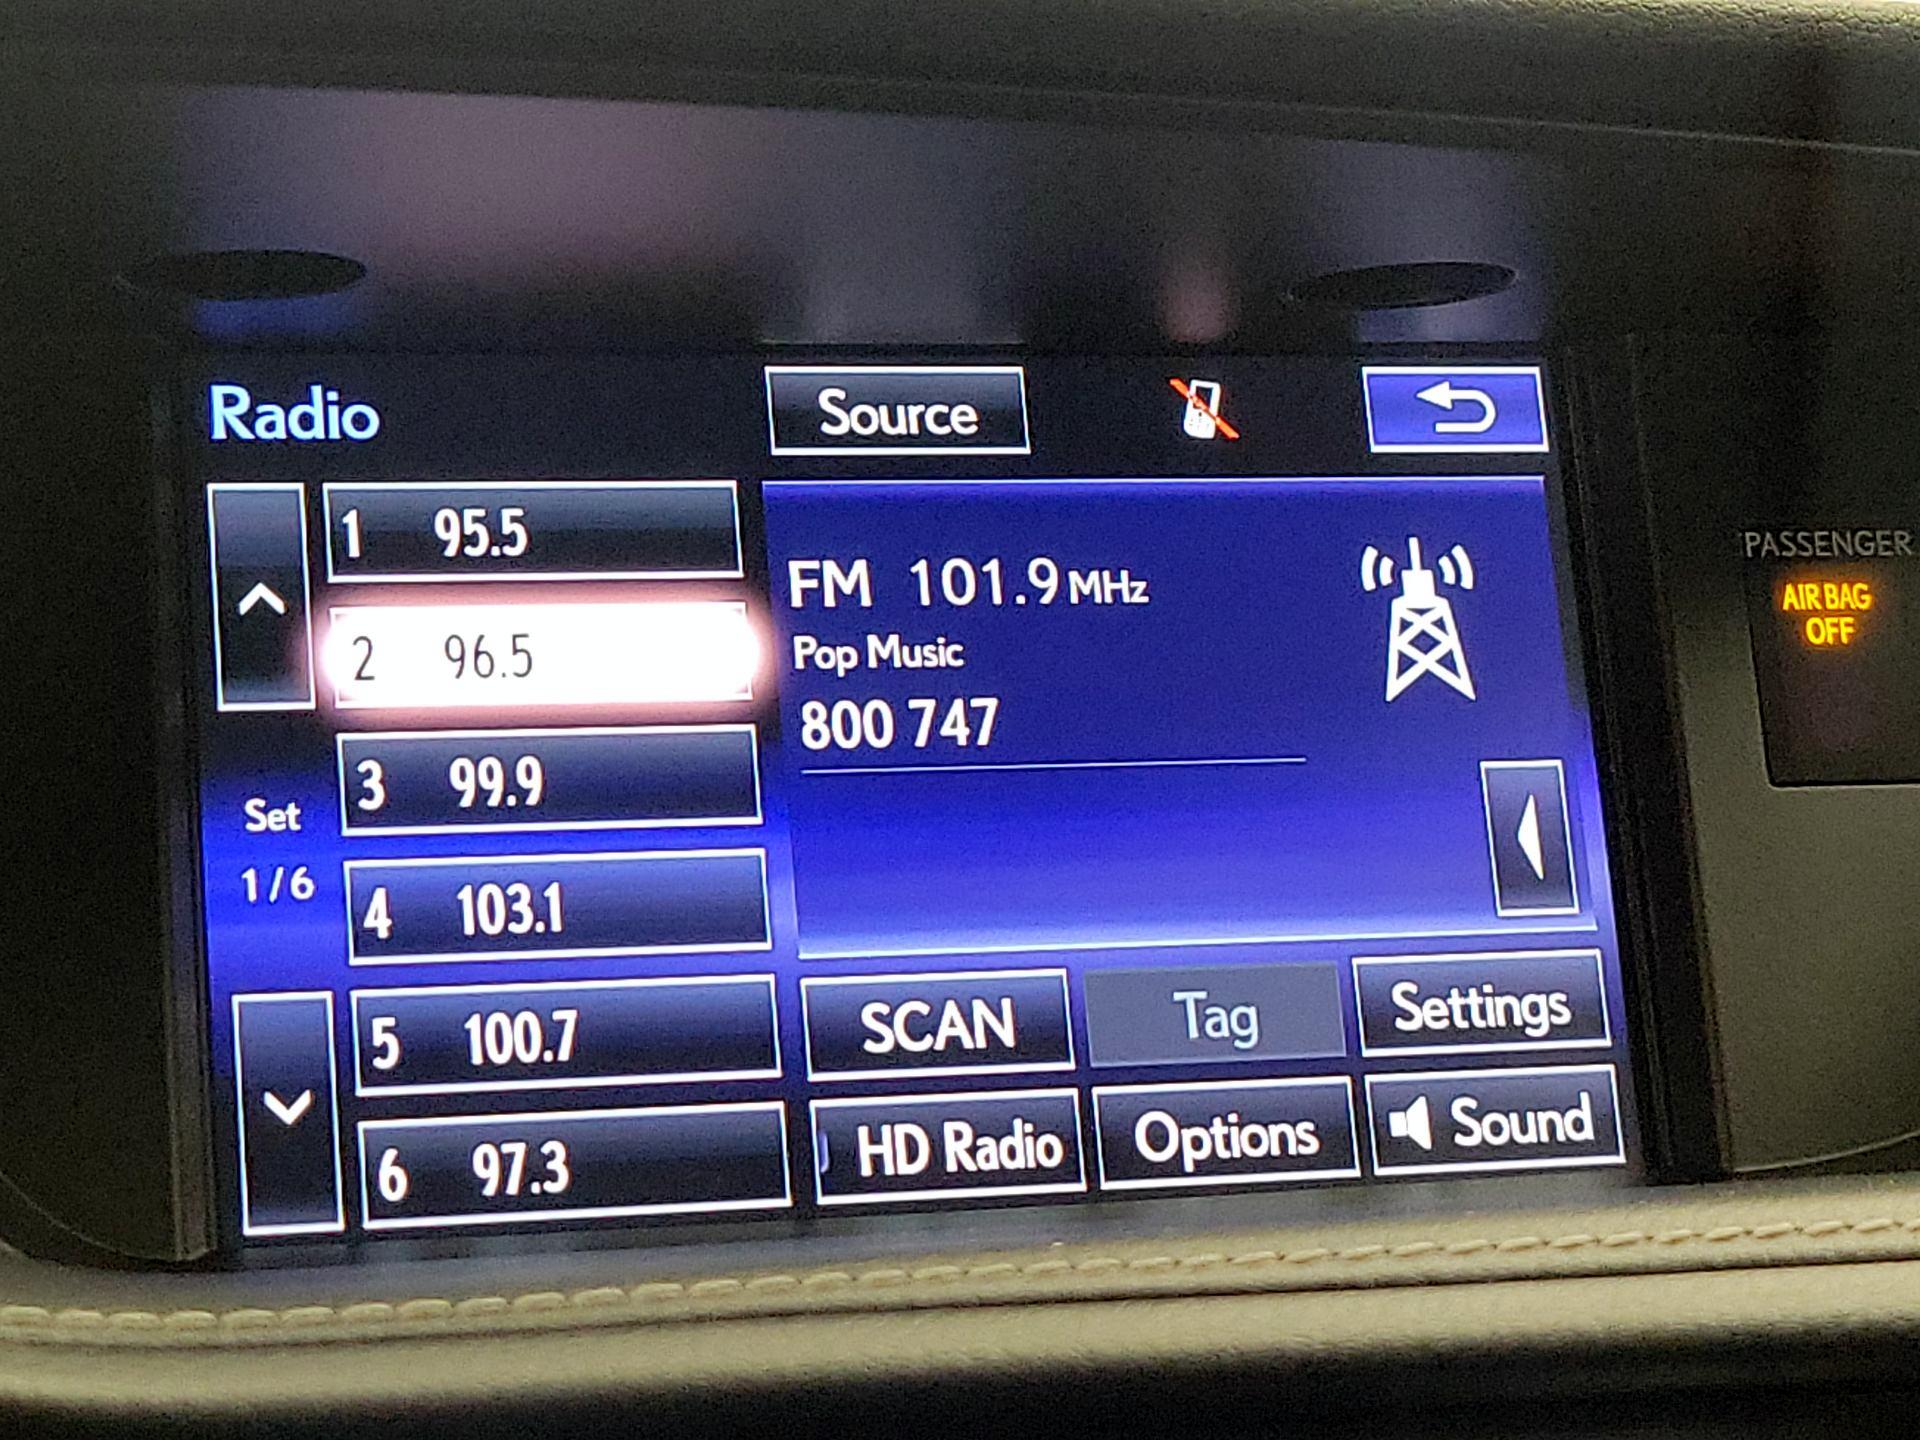 Radio
Source
1 95.5
2 96.5
3 99.9
4 103.1
5 100.7
6 97.3
Set
1/6
FM 101.9 MHz
Pop Music
800 747
SCAN
Tag
Settings
HD Radio
Options
Sound
PASSENGER
AIR BAG
OFF